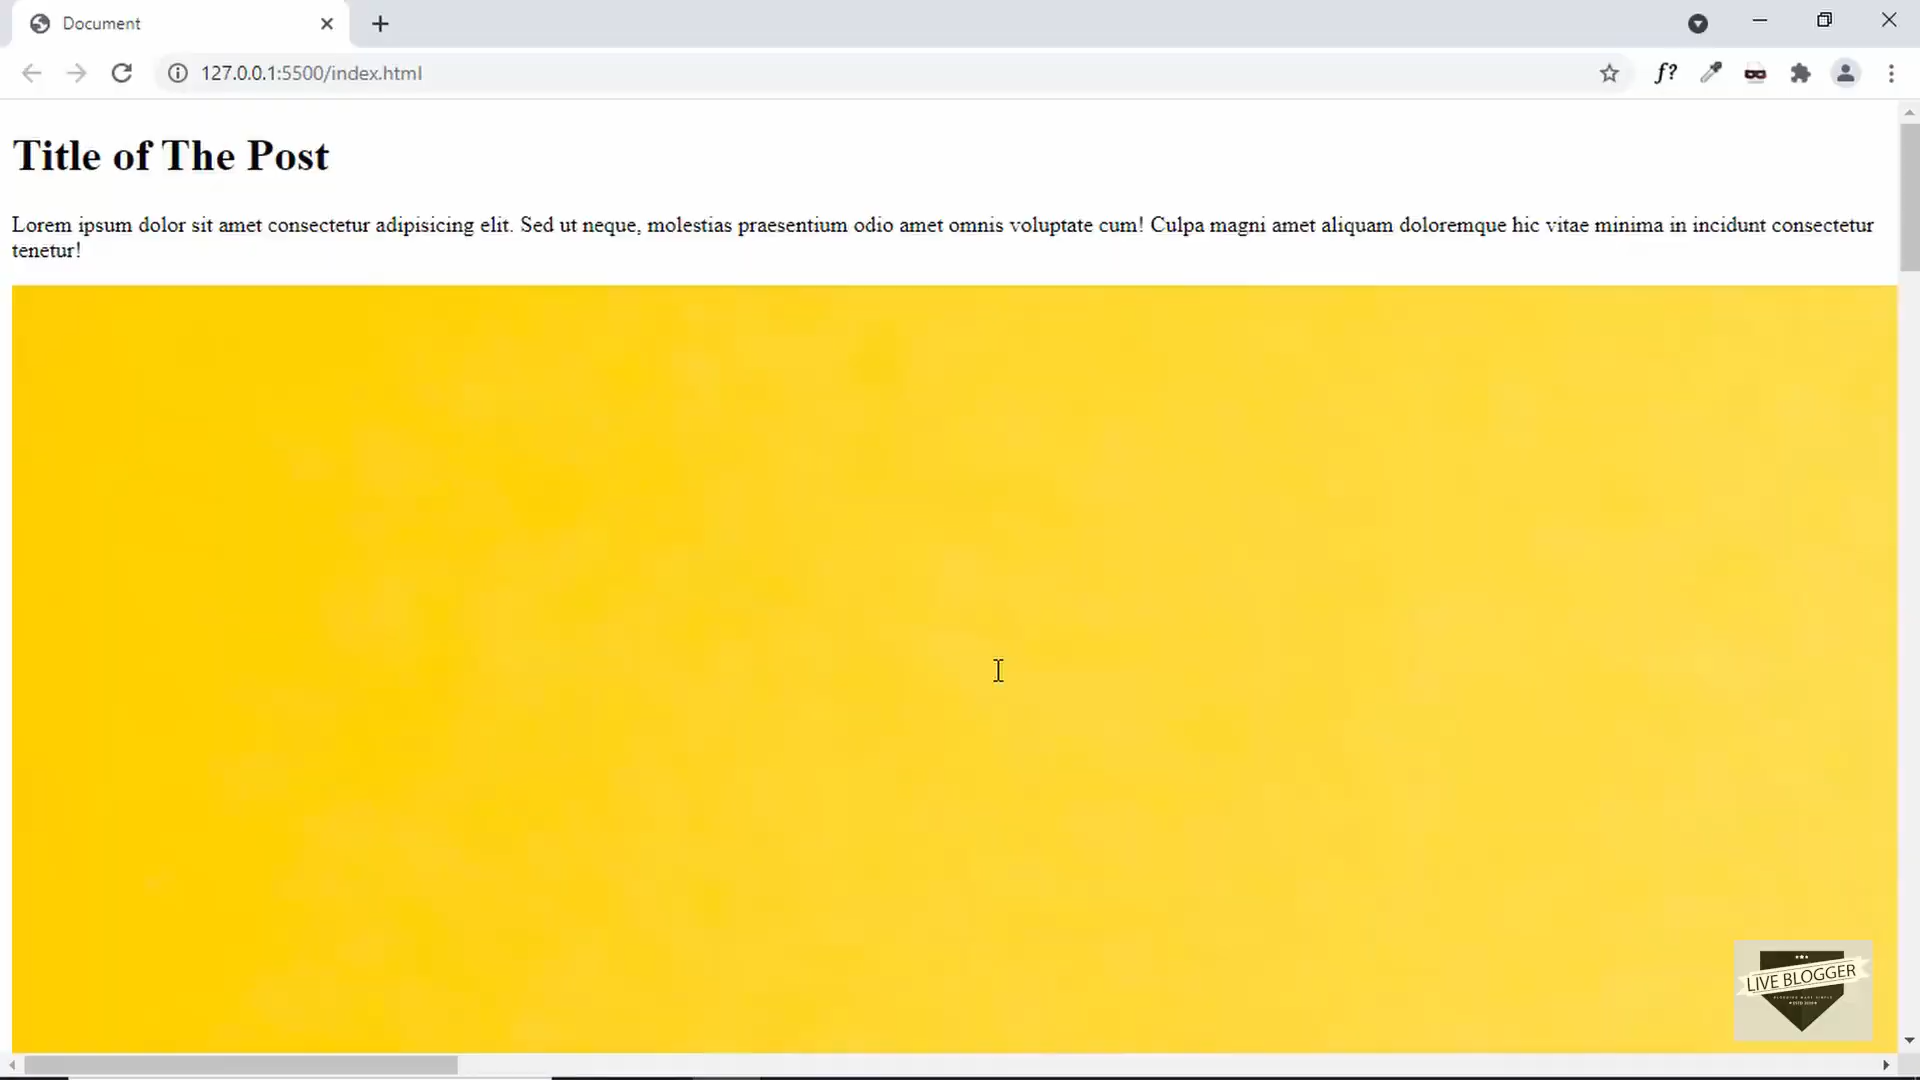 Document
127.0.0.1:5500/index.html
f?
Title of The Post
Lorem ipsum dolor sit amet consectetur adipisicing elit. Sed ut neque, molestias praesentium odio amet omnis voluptate cum! Culpa magni amet aliquam doloremque hic vitae minima in incidunt consectetur
tenetur!
LIVE BLOGGER